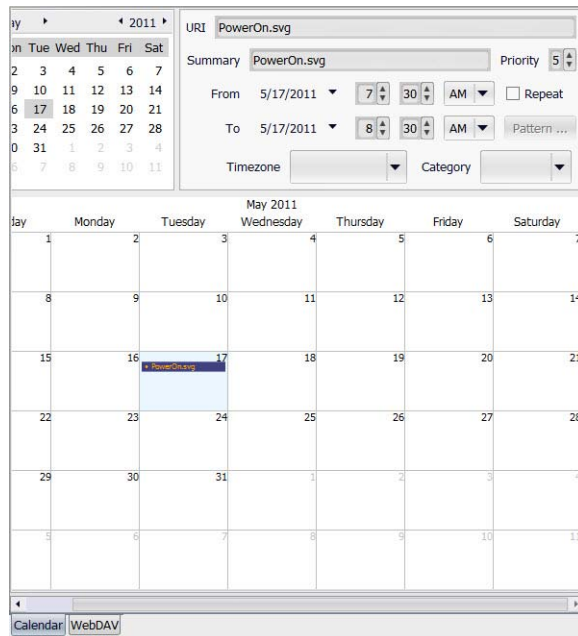 ay 2011 URI PowerOn.svg
on Tue Wed Thu Fri Sat
Summary PowerOn.svg Priority 5
2 3 4 5 6 7
9 10 11 12 13 14 From 5/17/2011 7 30 AM Repeat
6 17 18 19 20 21
3 24 25 26 27 28 To 5/17/2011 8 30 AM Pattern ...
0 31 1 2 3 4
6 7 8 9 10 11 Timezone Category
May 2011
day Monday Tuesday Wednesday Thursday Friday Saturday
1 2 3 4 5 6 7
8 9 10 11 12 13 14
15 16 17 18 19 20 21
PowerOn.svg
22 23 24 25 26 27 28
29 30 31 1 2 3 4
5 6 7 8 9 10 11
Calendar WebDAV